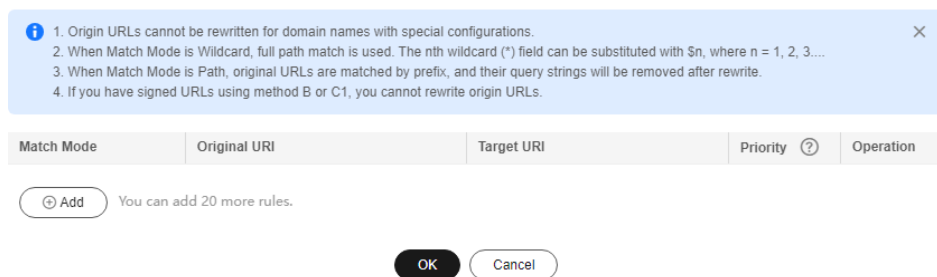 1. Origin URLs cannot be rewritten for domain names with special configurations.
2. When Match Mode is Wildcard, full path match is used. The nth wildcard (*) field can be substituted with $n, where n = 1, 2, 3....
3. When Match Mode is Path, original URLs are matched by prefix, and their query strings will be removed after rewrite.
4. If you have signed URLs using method B or C1, you cannot rewrite origin URLs.
Match Mode Original URI Target URI Priority ? Operation
Add You can add 20 more rules.
OK Cancel